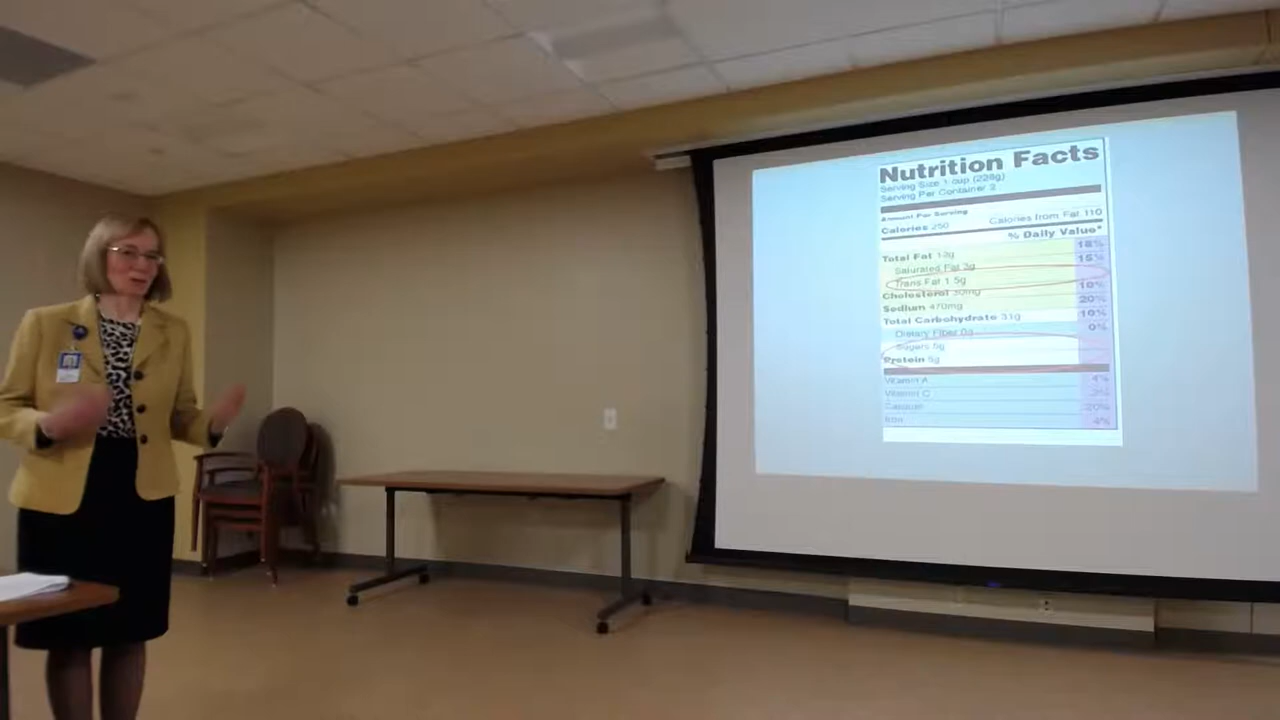 Nutrition Facts
Serving Size 1 cup (228g)
Serving Per Container 2
Amount Per Serving
Calories 250 Calories from Fat 110
% Daily Value*
Total Fat 12g 18%
Saturated Fat 3g 15%
Trans Fat 1.5g
Cholesterol 30mg 10%
Sodium 470mg 20%
Total Carbohydrate 31g 10%
Dietary Fiber 0g 0%
Sugars 5g
Protein 5g
Vitamin A 4%
Vitamin C 2%
Calcium 20%
Iron 4%